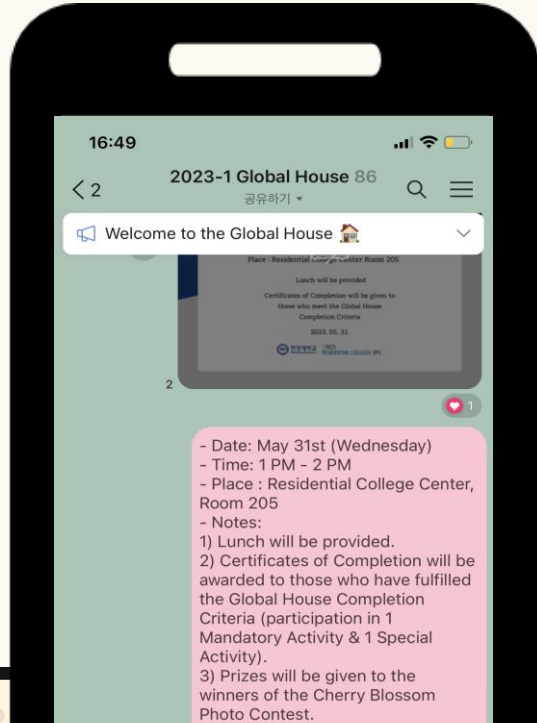 16:49
2
2023-1 Global House 86
공유하기
Welcome to the Global House
Place : Residential College Center Room 205
Lunch will be provided
Certificates of Completion will be given to
those who meet the Global House
Completion Criteria
2023. 05. 31.
RESIDENTIAL COLLEGE
2
1
- Date: May 31st (Wednesday)
- Time: 1 PM - 2 PM
- Place : Residential College Center,
Room 205
- Notes:
1) Lunch will be provided.
2) Certificates of Completion will be
awarded to those who have fulfilled
the Global House Completion
Criteria (participation in 1
Mandatory Activity & 1 Special
Activity).
3) Prizes will be given to the
winners of the Cherry Blossom
Photo Contest.